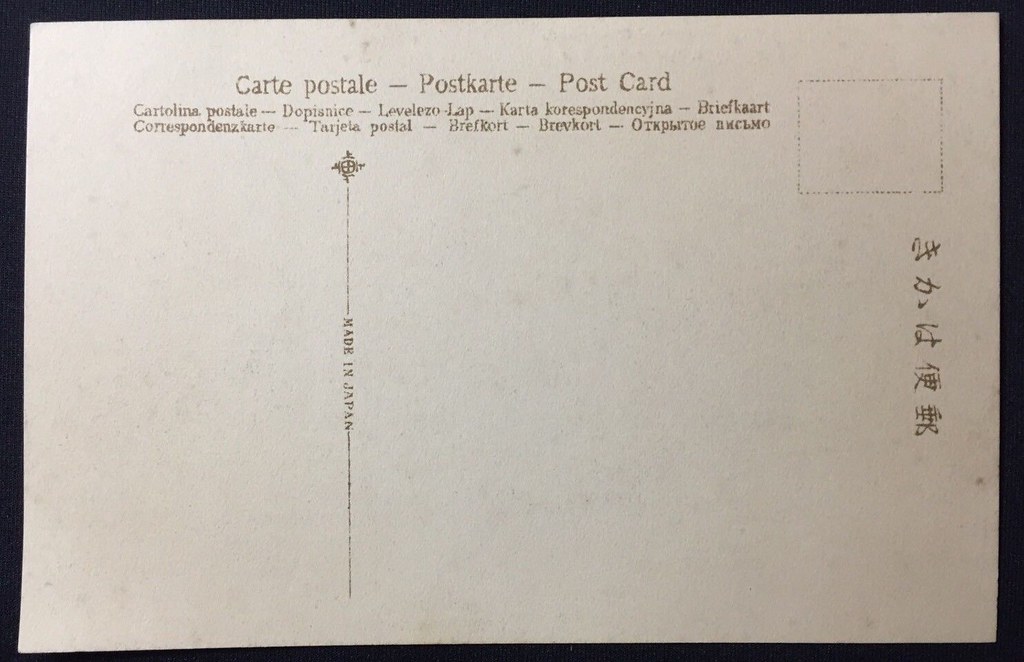 Carte postale — Postkarte — Post Card
Cartolina postale — Dopisnice — Levelezo-Lap — Karta korespondencyjna — Briefkaart
Correspondenzkarte — Tarjeta postal — Brefkort — Brevkort — Открытое письмо
MADE IN JAPAN
郵便はかき